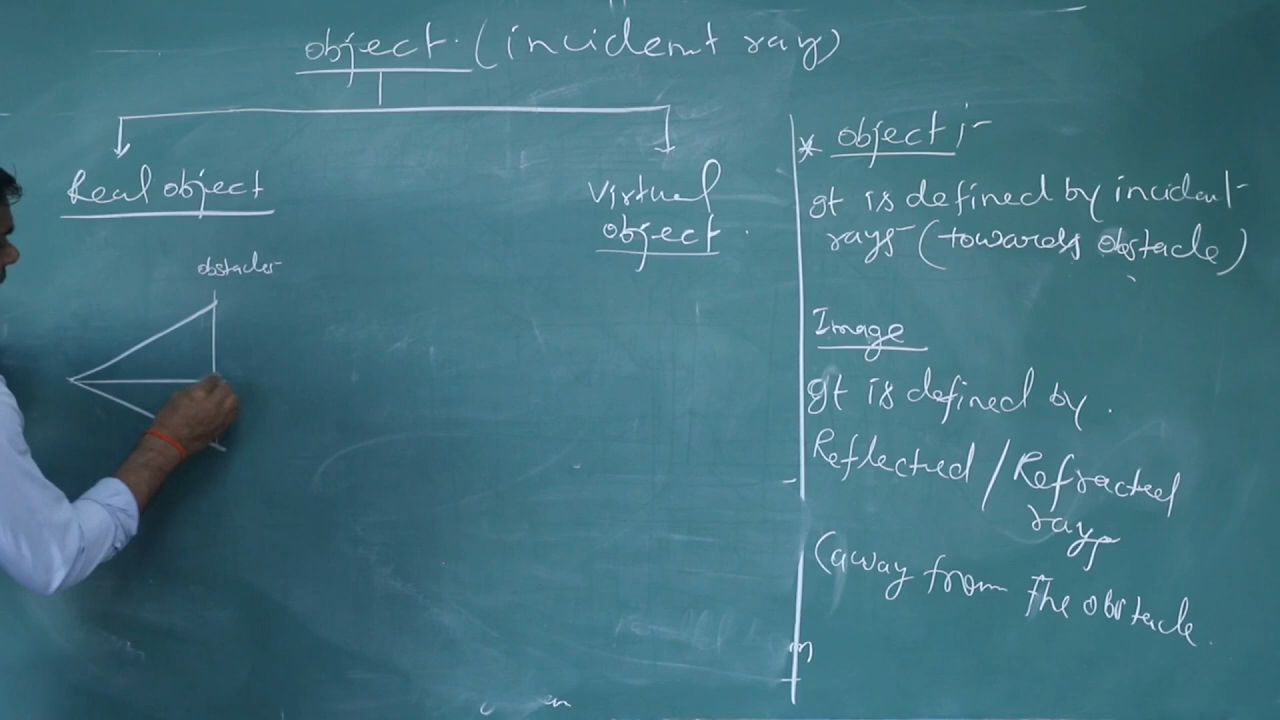 object. (incident ray)
Real object
Virtual
object.
obstacles
* object :-
It is defined by incident
rays (towards obstacle)
Image
It is defined by.
Reflected / Refracted
rays
(away from the obstacle.